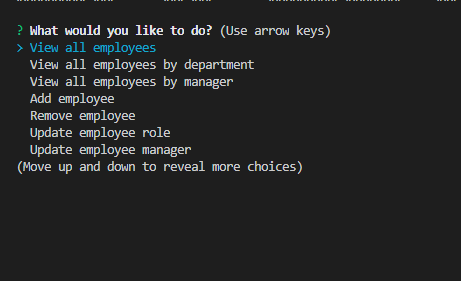 ? What would you like to do? (Use arrow keys)
> View all employees
View all employees by department
View all employees by manager
Add employee
Remove employee
Update employee role
Update employee manager
(Move up and down to reveal more choices)